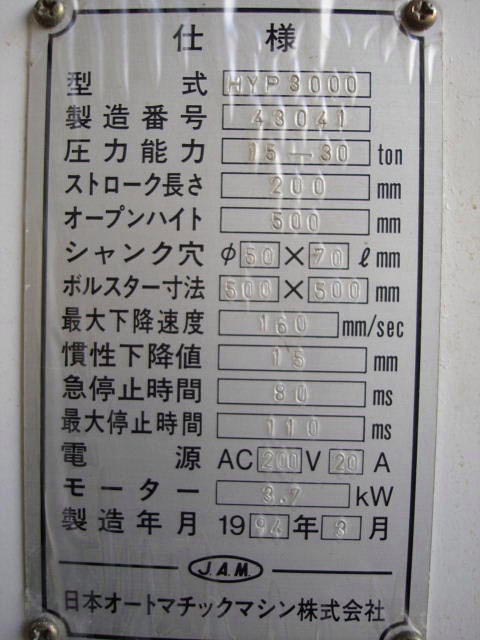 仕様
型式 HYP3000
製造番号 43041
圧力能力 15-30 ton
ストローク長さ 200 mm
オープンハイト 500 mm
シャンク穴 φ50×70 ℓmm
ボルスター寸法 500×500 mm
最大下降速度 160 mm/sec
慣性下降値 15 mm
急停止時間 80 ms
最大停止時間 110 ms
電源 AC200V 20A
モーター 3.7 kW
製造年月 1994年3月
J.A.M.
日本オートマチックマシン株式会社